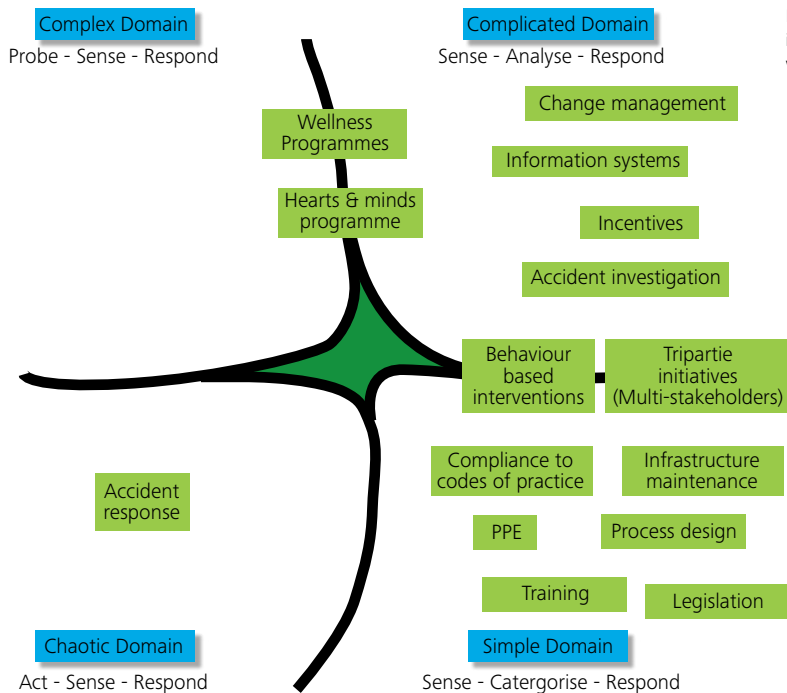 Complex Domain
Probe - Sense - Respond
Complicated Domain
Sense - Analyse - Respond
Wellness
Programmes
Hearts & minds
programme
Change management
Information systems
Incentives
Accident investigation
Behaviour
based
interventions
Tripartie
initiatives
(Multi-stakeholders)
Accident
response
Compliance to
codes of practice
Infrastructure
maintenance
PPE
Process design
Training
Legislation
Chaotic Domain
Act - Sense - Respond
Simple Domain
Sense - Catergorise - Respond